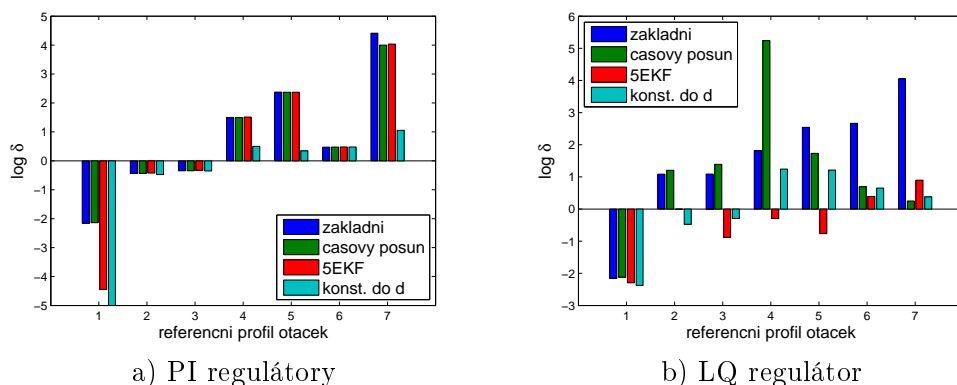 5
4
3
2
1
0
−1
−2
−3
−4
−5
log δ
1 2 3 4 5 6 7
referencni profil otacek
zakladni
casovy posun
5EKF
konst. do d
a) PI regulátory
6
5
4
3
2
1
0
−1
−2
−3
log δ
zakladni
casovy posun
5EKF
konst. do d
1 2 3 4 5 6 7
referencni profil otacek
b) LQ regulátor